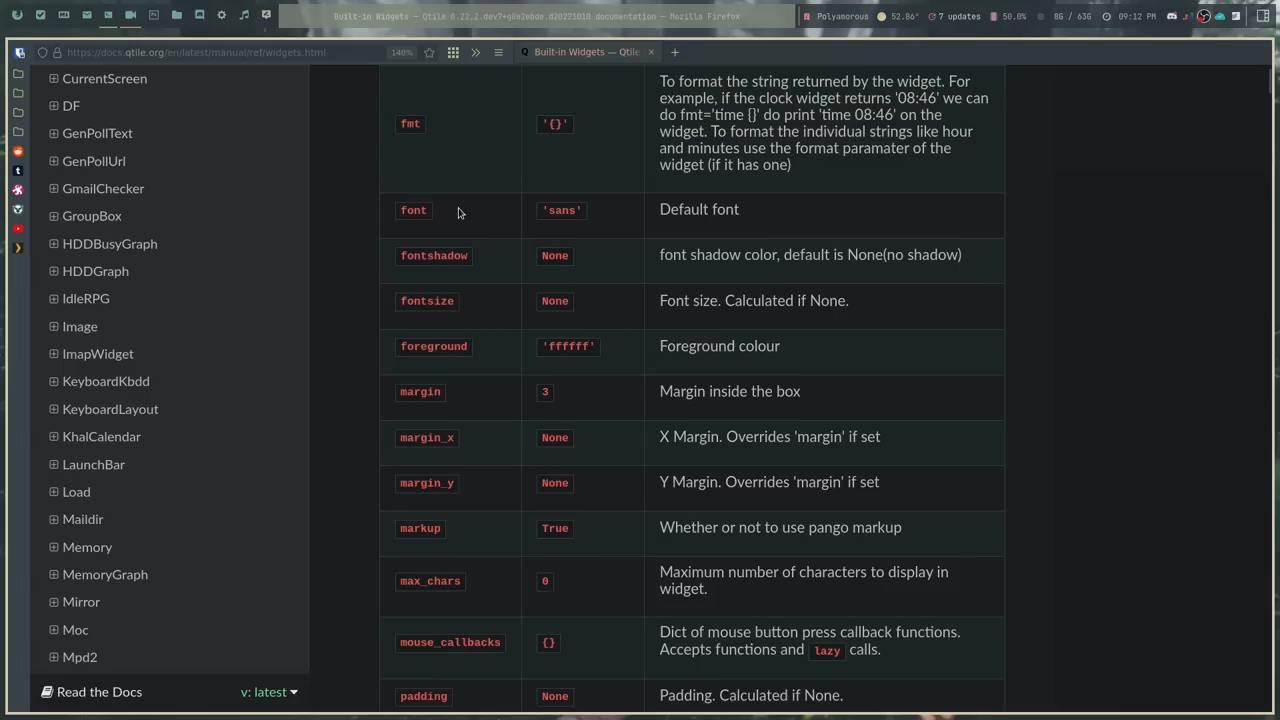 Built-in Widgets — Qtile 0.22.2.dev7+g8e2ebde.d20221018 documentation — Mozilla Firefox
Polyamorous
52.86°
7 updates
50.0%
8G / 63G
09:12 PM
https://docs.qtile.org/en/latest/manual/ref/widgets.html
140%
Built-in Widgets — Qtile
CurrentScreen
DF
GenPollText
GenPollUrl
GmailChecker
GroupBox
HDDBusyGraph
HDDGraph
IdleRPG
Image
ImapWidget
KeyboardKbdd
KeyboardLayout
KhalCalendar
LaunchBar
Load
Maildir
Memory
MemoryGraph
Mirror
Moc
Mpd2
Read the Docs
v: latest
fmt
'{}'
To format the string returned by the widget. For
example, if the clock widget returns '08:46' we can
do fmt='time {}' do print 'time 08:46' on the
widget. To format the individual strings like hour
and minutes use the format paramater of the
widget (if it has one)
font
'sans'
Default font
fontshadow
None
font shadow color, default is None(no shadow)
fontsize
None
Font size. Calculated if None.
foreground
'ffffff'
Foreground colour
margin
3
Margin inside the box
margin_x
None
X Margin. Overrides 'margin' if set
margin_y
None
Y Margin. Overrides 'margin' if set
markup
True
Whether or not to use pango markup
max_chars
0
Maximum number of characters to display in
widget.
mouse_callbacks
{}
Dict of mouse button press callback functions.
Accepts functions and lazy calls.
padding
None
Padding. Calculated if None.